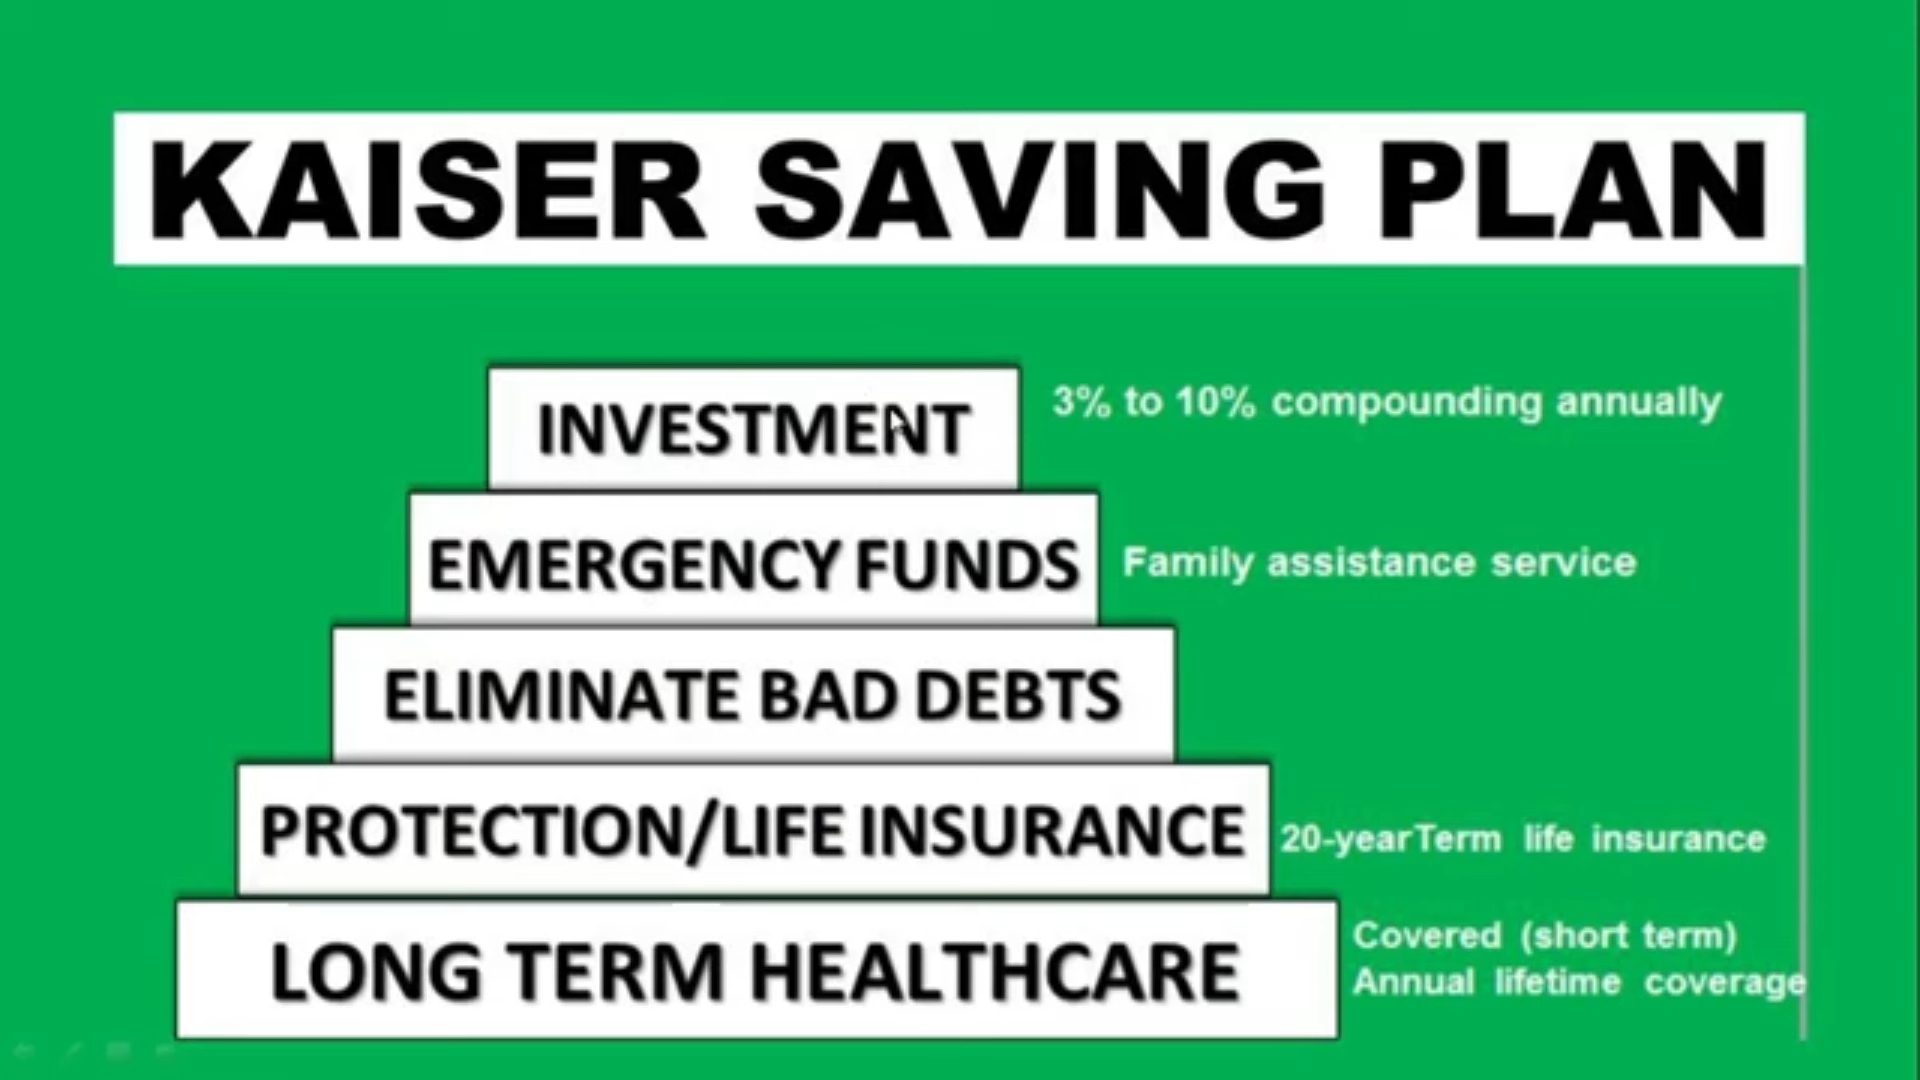 KAISER SAVING PLAN
INVESTMENT
3% to 10% compounding annually
EMERGENCY FUNDS
Family assistance service
ELIMINATE BAD DEBTS
PROTECTION/LIFE INSURANCE
20-yearTerm life insurance
LONG TERM HEALTHCARE
Covered (short term)
Annual lifetime coverage